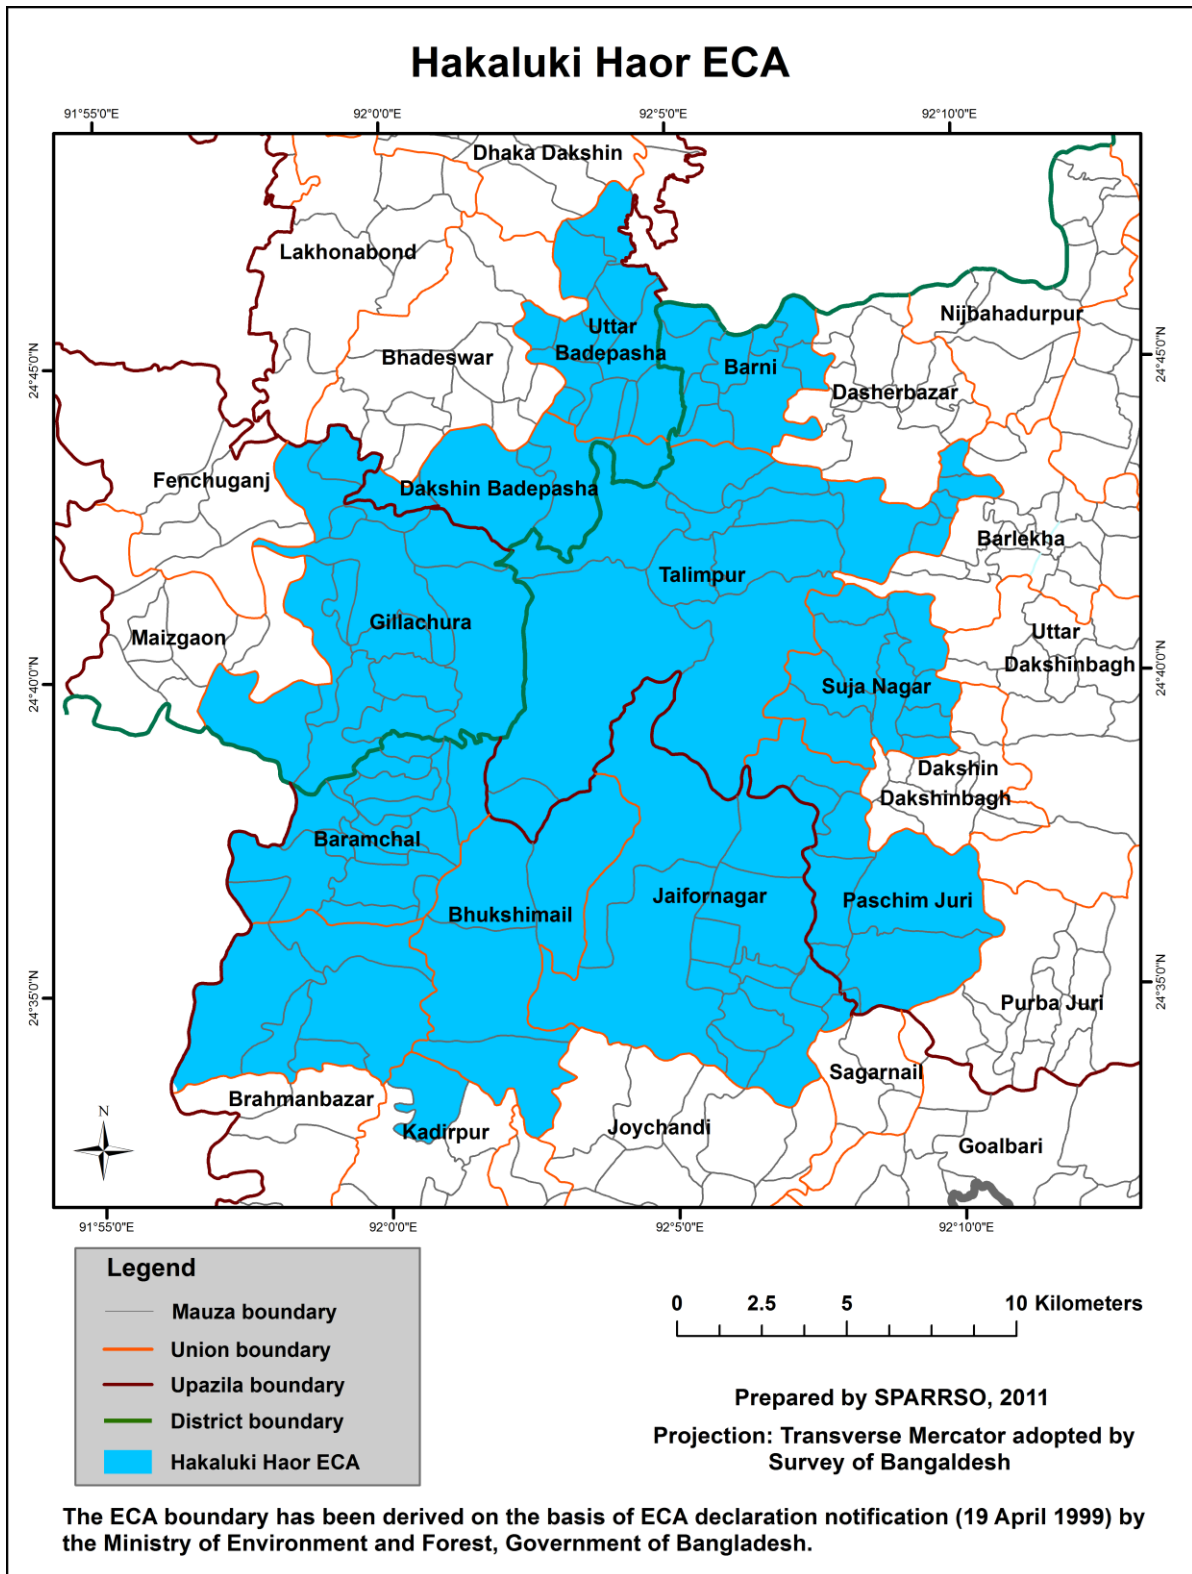 Hakaluki Haor ECA
91°55'0"E
92°0'0"E
92°5'0"E
92°10'0"E
Dhaka Dakshin
Lakhonabond
Nijbahadurpur
Uttar
Badepasha
Bhadeswar
Barni
24°45'0"N
24°45'0"N
Dasherbazar
Fenchuganj
Dakshin Badepasha
Barlekha
Talimpur
Gillachura
Maizgaon
Uttar
Dakshinbagh
24°40'0"N
24°40'0"N
Suja Nagar
Dakshin
Dakshinbagh
Baramchal
Bhukshimail
Jaifornagar
Paschim Juri
24°35'0"N
24°35'0"N
Purba Juri
Sagarnail
Brahmanbazar
Kadirpur
Joychandi
Goalbari
N
91°55'0"E
92°0'0"E
92°5'0"E
92°10'0"E
Legend
Mauza boundary
Union boundary
Upazila boundary
District boundary
Hakaluki Haor ECA
0 2.5 5 10 Kilometers
Prepared by SPARRSO, 2011
Projection: Transverse Mercator adopted by
Survey of Bangaldesh
The ECA boundary has been derived on the basis of ECA declaration notification (19 April 1999) by
the Ministry of Environment and Forest, Government of Bangladesh.